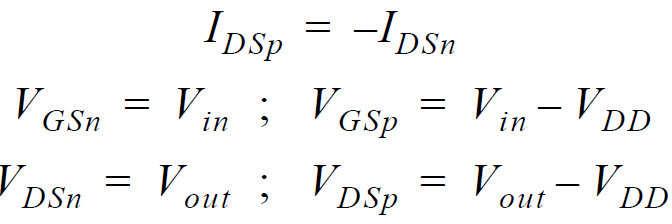 I_{DSp} = –I_{DSn}
V_{GSn} = V_{in} ; V_{GSp} = V_{in} – V_{DD}
V_{DSn} = V_{out} ; V_{DSp} = V_{out} – V_{DD}